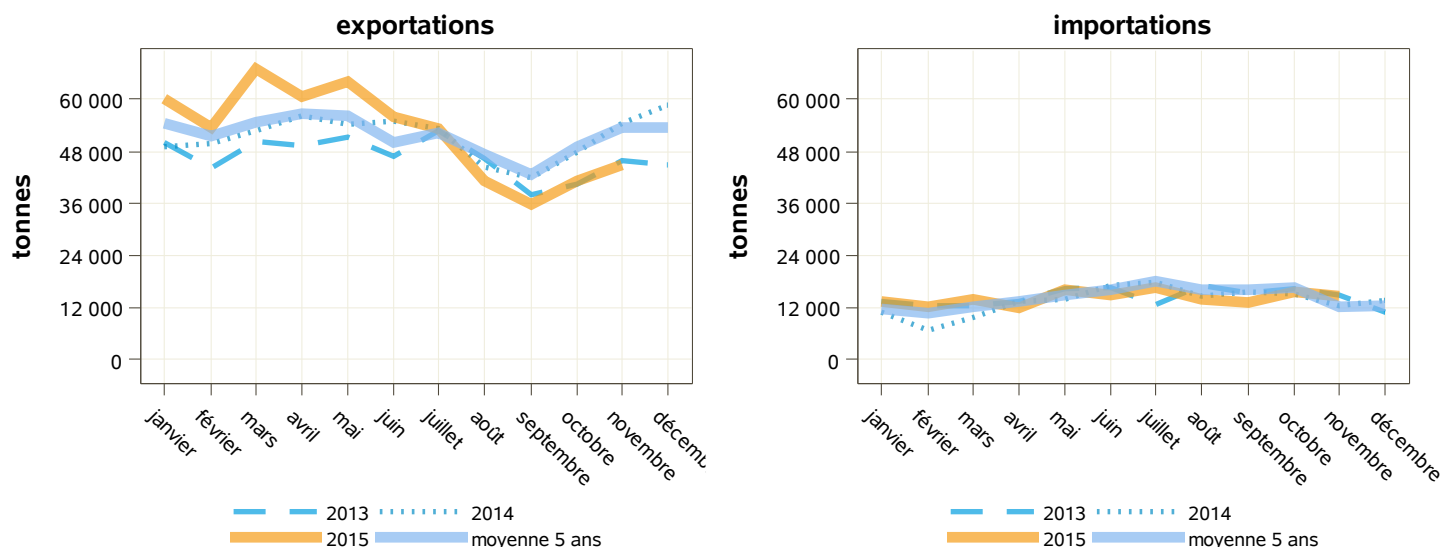 exportations
tonnes
60 000
48 000
36 000
24 000
12 000
0
janvier
février
mars
avril
mai
juin
juillet
août
septembre
octobre
novembre
décemb
2013
2014
2015
moyenne 5 ans
importations
tonnes
60 000
48 000
36 000
24 000
12 000
0
janvier
février
mars
avril
mai
juin
juillet
août
septembre
octobre
novembre
décembre
2013
2014
2015
moyenne 5 ans